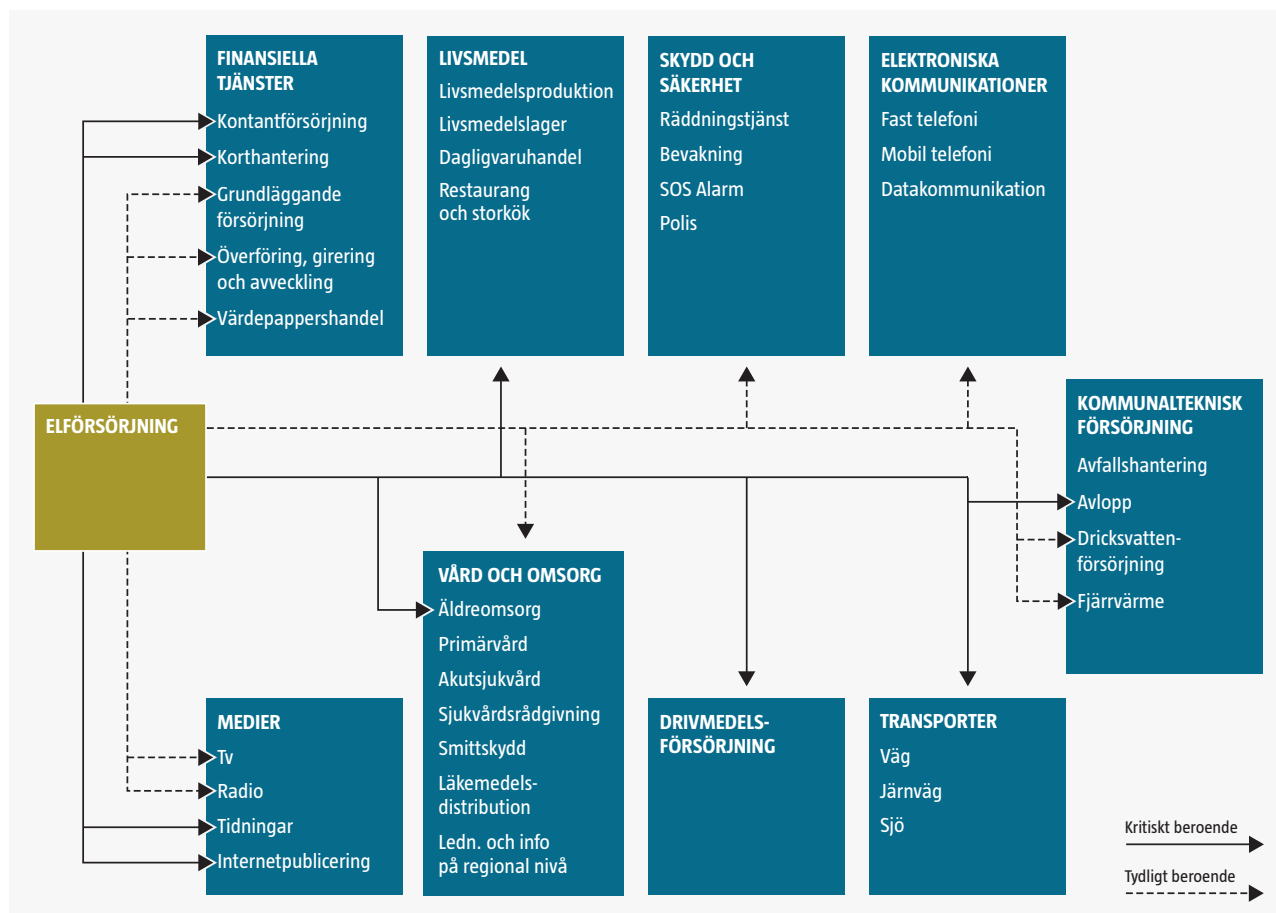 FINANSIELLA
TJÄNSTER
Kontantförsörjning
Korthantering
Grundläggande
försörjning
Överföring, girering
och avveckling
Värdepappershandel
LIVSMEDEL
Livsmedelsproduktion
Livsmedelslager
Dagligvaruhandel
Restaurang
och storkök
SKYDD OCH
SÄKERHET
Räddningstjänst
Bevakning
SOS Alarm
Polis
ELEKTRONISKA
KOMMUNIKATIONER
Fast telefoni
Mobil telefoni
Datakommunikation
ELFÖRSÖRJNING
KOMMUNALTEKNISK
FÖRSÖRJNING
Avfallshantering
Avlopp
Dricksvatten-
försörjning
Fjärrvärme
MEDIER
Tv
Radio
Tidningar
Internetpublicering
VÅRD OCH OMSORG
Äldreomsorg
Primärvård
Akutsjukvård
Sjukvårdsrådgivning
Smittskydd
Läkemedels-
distribution
Ledn. och info
på regional nivå
DRIVMEDELS-
FÖRSÖRJNING
TRANSPORTER
Väg
Järnväg
Sjö
Kritiskt beroende
Tydligt beroende